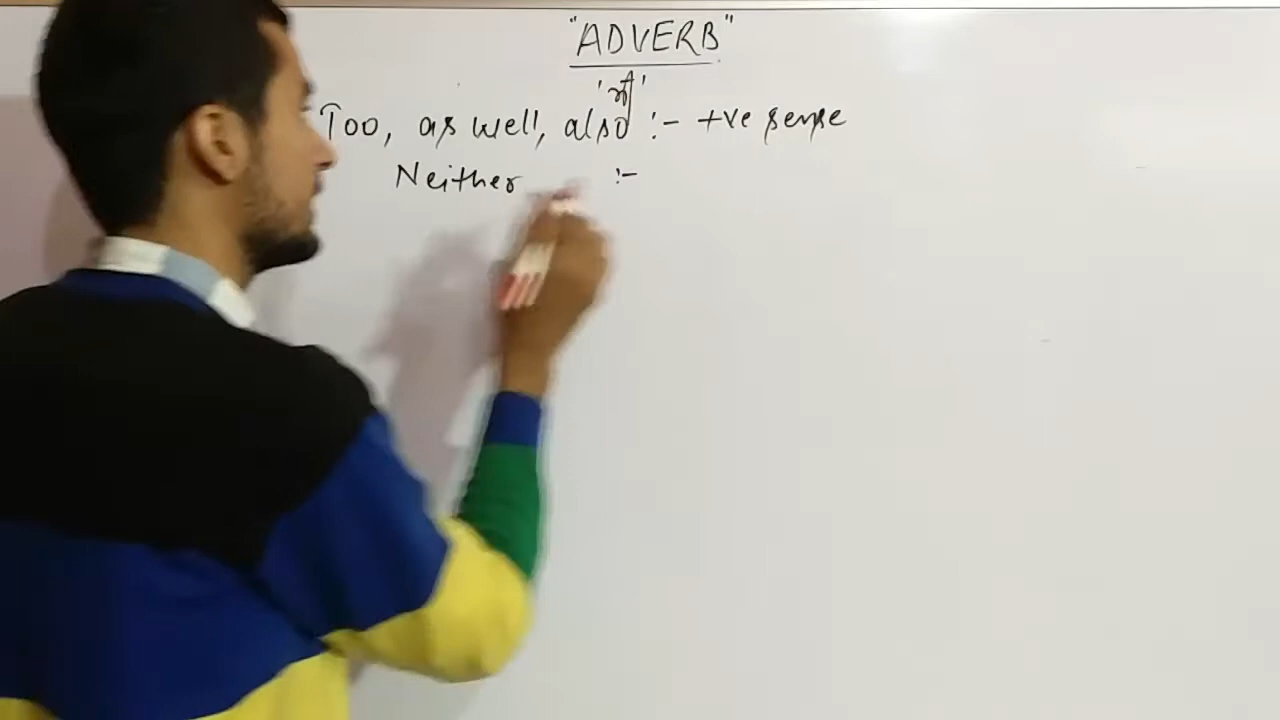 "ADVERB"
'भी'
Too, as well, also :- +ve sense
Neither :-